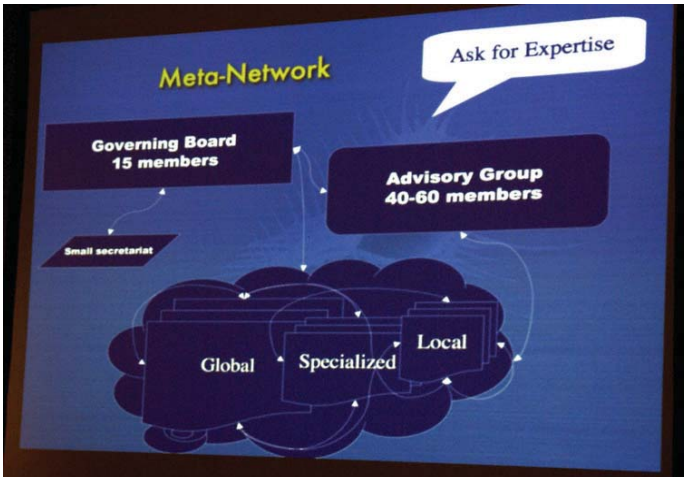 Meta-Network
Ask for Expertise
Governing Board
15 members
Advisory Group
40-60 members
Small secretariat
Global
Specialized
Local